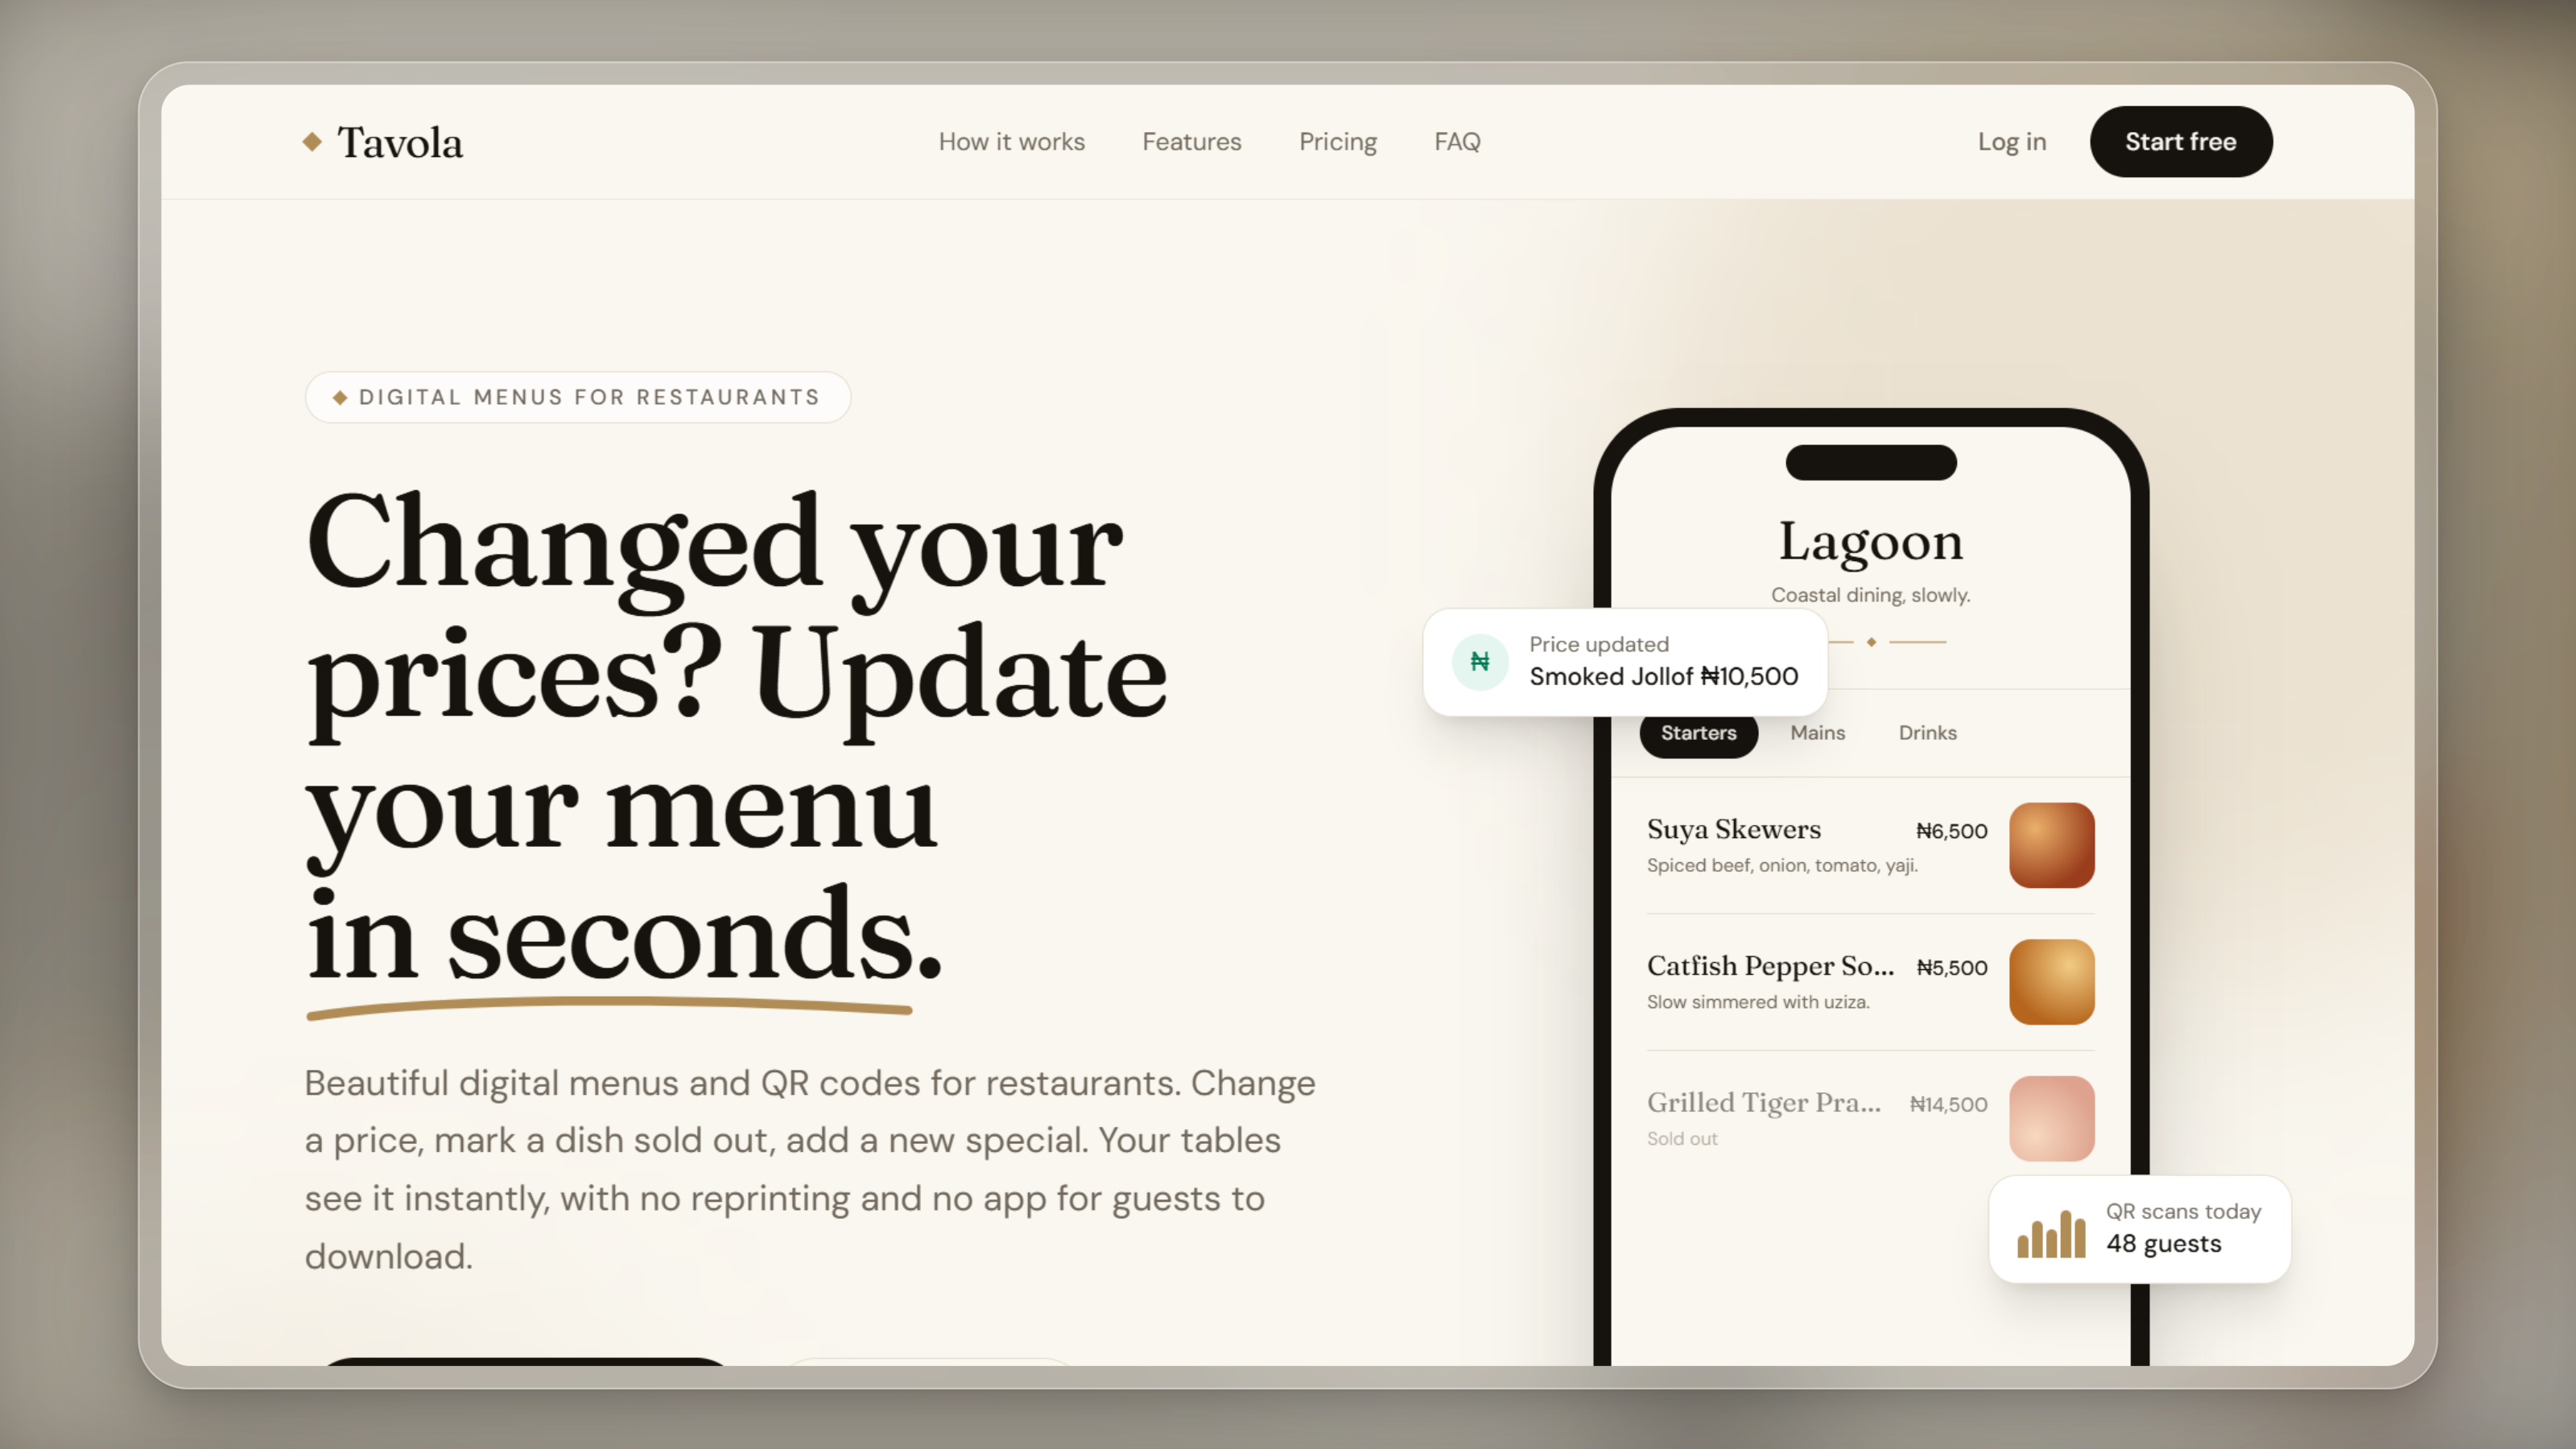 Tavola
How it works
Features
Pricing
FAQ
Log in
Start free
DIGITAL MENUS FOR RESTAURANTS
Changed your
prices? Update
your menu
in seconds.
Beautiful digital menus and QR codes for restaurants. Change
a price, mark a dish sold out, add a new special. Your tables
see it instantly, with no reprinting and no app for guests to
download.
Lagoon
Coastal dining, slowly.
₦
Price updated
Smoked Jollof ₦10,500
Starters
Mains
Drinks
Suya Skewers
₦6,500
Spiced beef, onion, tomato, yaji.
Catfish Pepper So...
₦5,500
Slow simmered with uziza.
Grilled Tiger Pra...
₦14,500
Sold out
QR scans today
48 guests